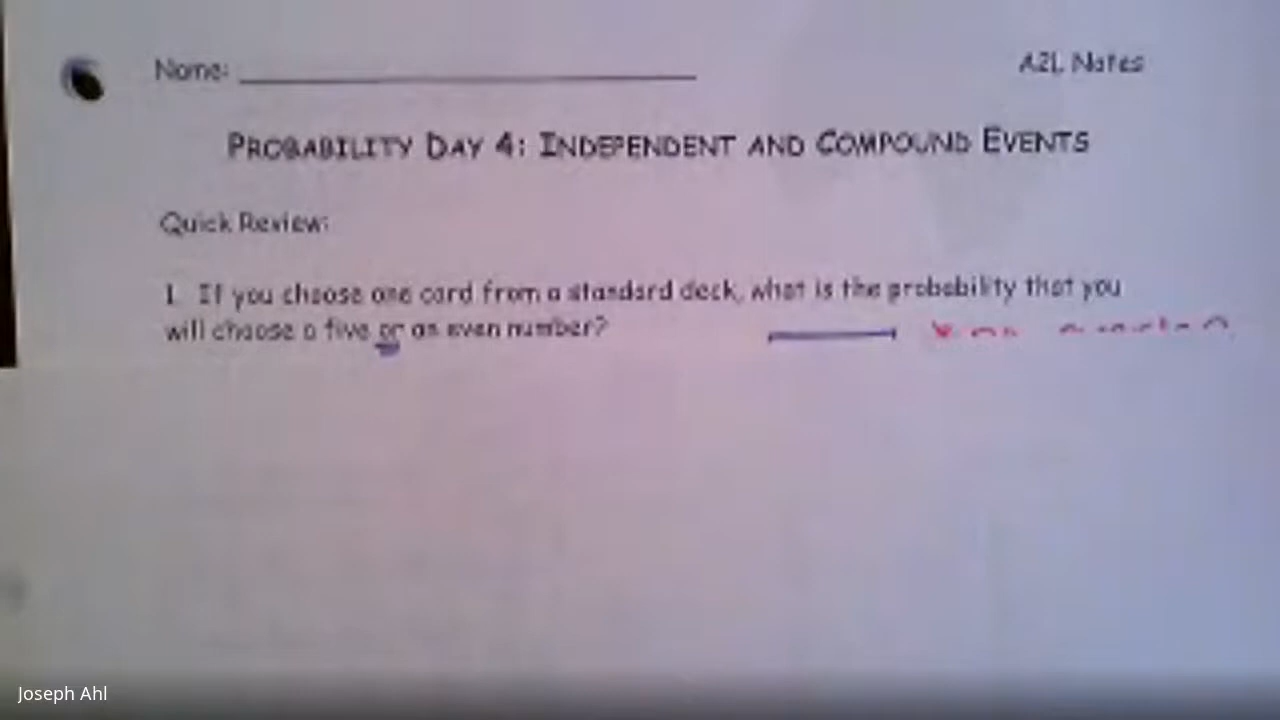 Name:
A2L Notes
PROBABILITY DAY 4: INDEPENDENT AND COMPOUND EVENTS
Quick Review:
1. If you choose one card from a standard deck, what is the probability that you
will choose a five or an even number?
Joseph Ahl